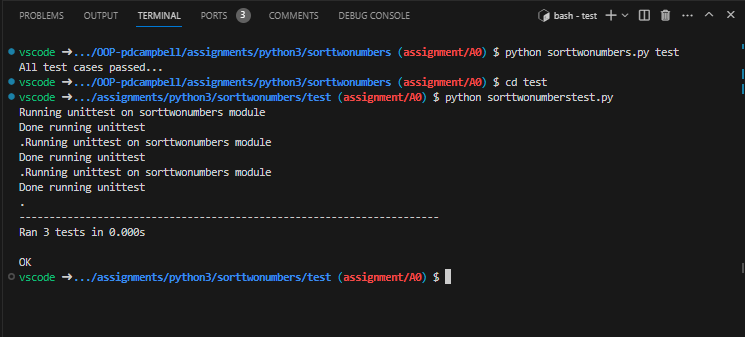 PROBLEMS OUTPUT TERMINAL PORTS 3 COMMENTS DEBUG CONSOLE bash - test
vscode ➜.../OOP-pdcampbell/assignments/python3/sorttwonumbers (assignment/A0) $ python sorttwonumbers.py test
All test cases passed...
vscode ➜.../OOP-pdcampbell/assignments/python3/sorttwonumbers (assignment/A0) $ cd test
vscode ➜.../assignments/python3/sorttwonumbers/test (assignment/A0) $ python sorttwonumberstest.py
Running unittest on sorttwonumbers module
Done running unittest
.Running unittest on sorttwonumbers module
Done running unittest
.Running unittest on sorttwonumbers module
Done running unittest
.
----------------------------------------------------------------------
Ran 3 tests in 0.000s
OK
vscode ➜.../assignments/python3/sorttwonumbers/test (assignment/A0) $